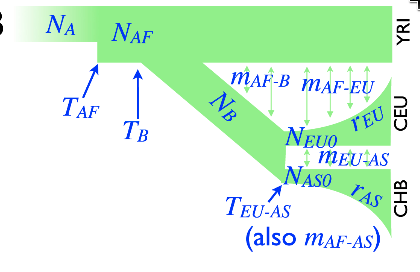 B
N_A
N_AF
YRI
m_AF-B
m_AF-EU
T_AF
T_B
N_B
r_EU
CEU
N_EU0
m_EU-AS
N_AS0
T_EU-AS
r_AS
CHB
(also m_AF-AS)